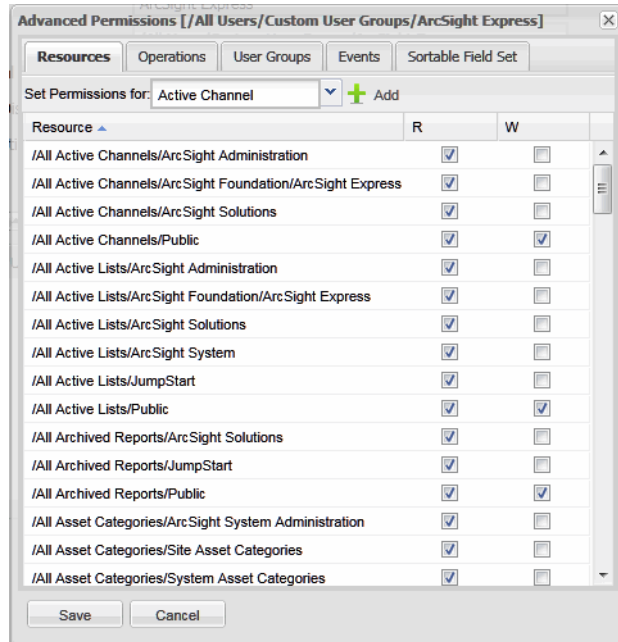 ArcSight Express
Advanced Permissions [/All Users/Custom User Groups/ArcSight Express]
Resources Operations User Groups Events Sortable Field Set
Set Permissions for: Active Channel Add
Resource R W
/All Active Channels/ArcSight Administration
/All Active Channels/ArcSight Foundation/ArcSight Express
/All Active Channels/ArcSight Solutions
/All Active Channels/Public
/All Active Lists/ArcSight Administration
/All Active Lists/ArcSight Foundation/ArcSight Express
/All Active Lists/ArcSight Solutions
/All Active Lists/ArcSight System
/All Active Lists/JumpStart
/All Active Lists/Public
/All Archived Reports/ArcSight Solutions
/All Archived Reports/JumpStart
/All Archived Reports/Public
/All Asset Categories/ArcSight System Administration
/All Asset Categories/Site Asset Categories
/All Asset Categories/System Asset Categories
Save Cancel